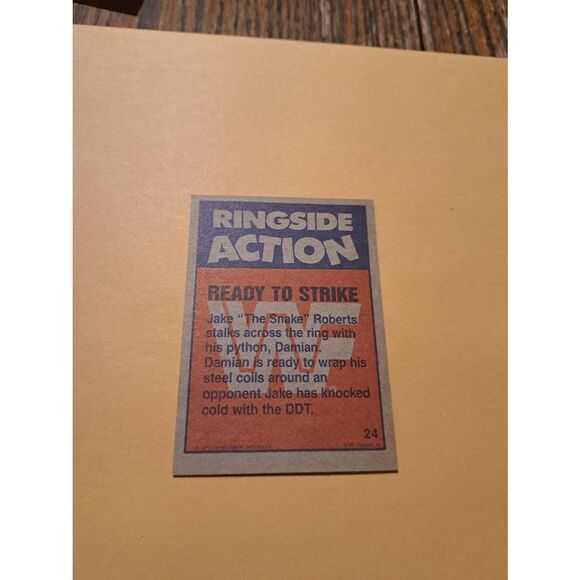 RINGSIDE
ACTION
READY TO STRIKE
Jake "The Snake" Roberts
stalks across the ring with
his python, Damian.
Damian is ready to wrap his
steel coils around an
opponent Jake has knocked
cold with the DDT.
24